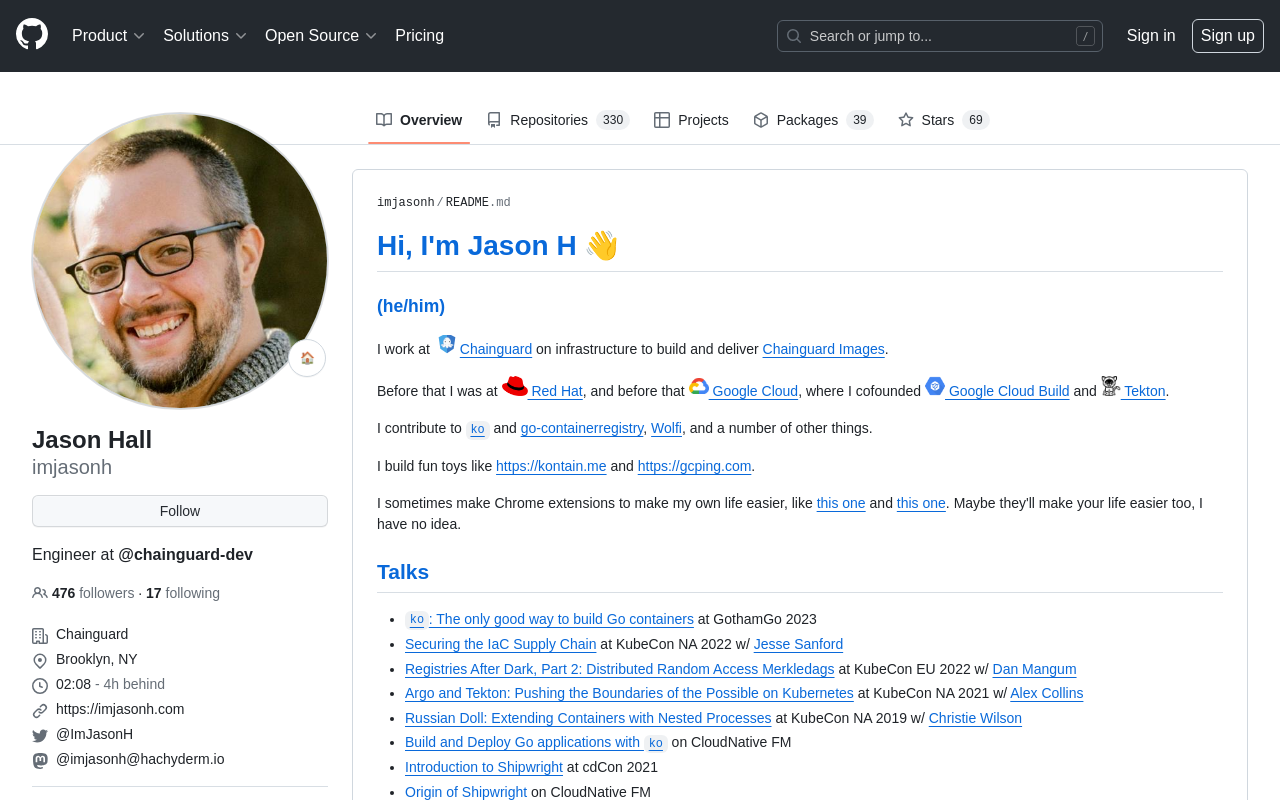 Product Solutions Open Source Pricing Search or jump to... / Sign in Sign up
Overview Repositories 330 Projects Packages 39 Stars 69
imjasonh/README.md
Hi, I'm Jason H 👋
(he/him)
I work at Chainguard on infrastructure to build and deliver Chainguard Images.
Before that I was at Red Hat, and before that Google Cloud, where I cofounded Google Cloud Build and Tekton.
I contribute to ko and go-containerregistry, Wolfi, and a number of other things.
I build fun toys like https://kontain.me and https://gcping.com.
I sometimes make Chrome extensions to make my own life easier, like this one and this one. Maybe they'll make your life easier too, I
have no idea.
Talks
ko: The only good way to build Go containers at GothamGo 2023
Securing the IaC Supply Chain at KubeCon NA 2022 w/ Jesse Sanford
Registries After Dark, Part 2: Distributed Random Access Merkledags at KubeCon EU 2022 w/ Dan Mangum
Argo and Tekton: Pushing the Boundaries of the Possible on Kubernetes at KubeCon NA 2021 w/ Alex Collins
Russian Doll: Extending Containers with Nested Processes at KubeCon NA 2019 w/ Christie Wilson
Build and Deploy Go applications with ko on CloudNative FM
Introduction to Shipwright at cdCon 2021
Origin of Shipwright on CloudNative FM
🏠
Jason Hall
imjasonh
Follow
Engineer at @chainguard-dev
476 followers · 17 following
Chainguard
Brooklyn, NY
02:08 - 4h behind
https://imjasonh.com
@ImJasonH
@imjasonh@hachyderm.io